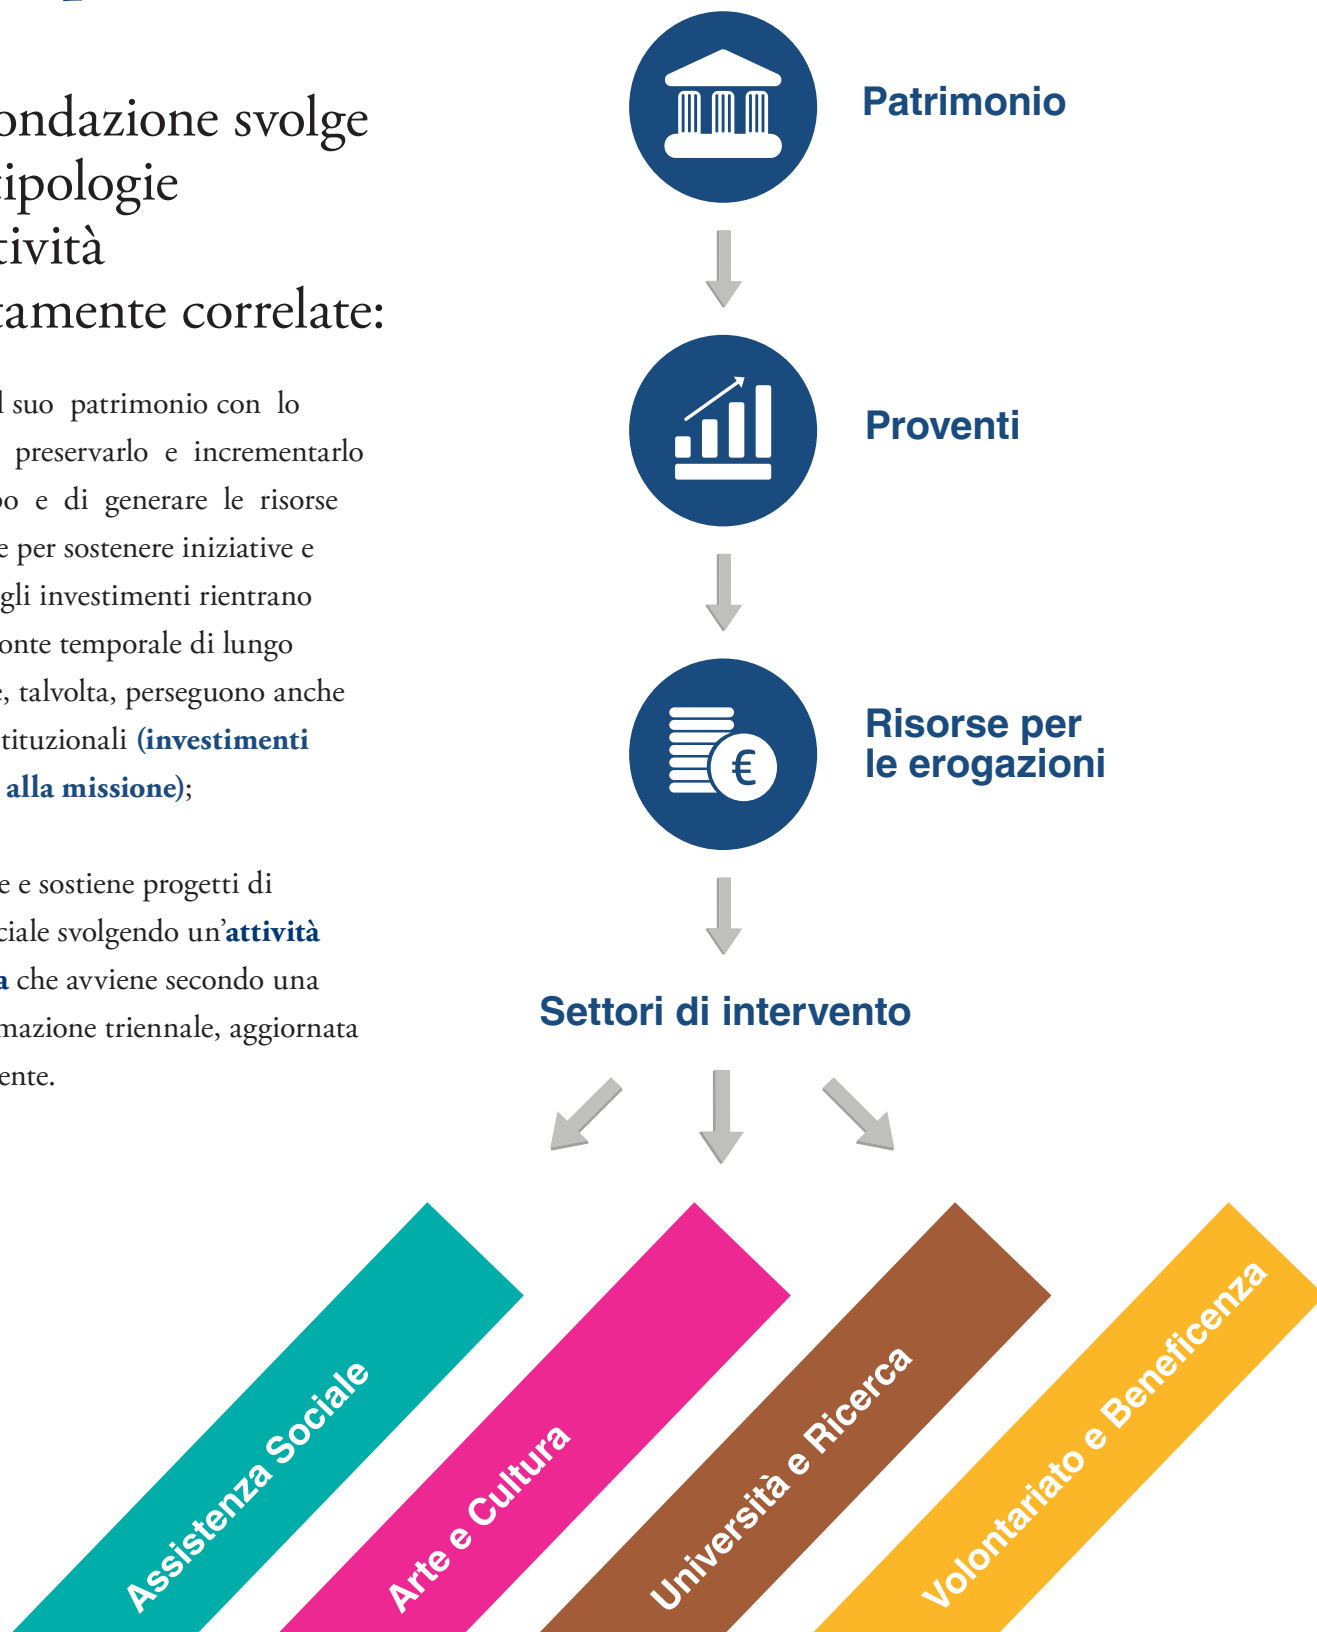 ondazione svolge
tipologie
tività
tamente correlate:
l suo patrimonio con lo
preservarlo e incrementarlo
po e di generare le risorse
e per sostenere iniziative e
gli investimenti rientrano
onte temporale di lungo
e, talvolta, perseguono anche
tituzionali (investimenti
alla missione);
e e sostiene progetti di
ciale svolgendo un’attività
a che avviene secondo una
mazione triennale, aggiornata
ente.
Patrimonio
Proventi
€
Risorse per
le erogazioni
Settori di intervento
Assistenza Sociale
Arte e Cultura
Università e Ricerca
Volontariato e Beneficenza